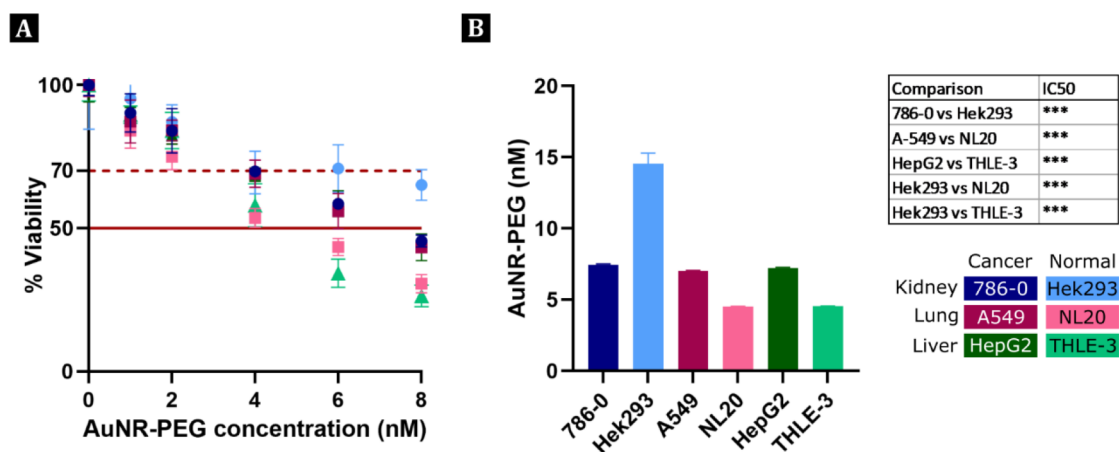 A
100
70
50
0
% Viability
0
2
4
6
8
AuNR-PEG concentration (nM)
B
20
15
10
5
0
AuNR-PEG (nM)
786-0
Hek293
A549
NL20
HepG2
THLE-3
Comparison IC50
786-0 vs Hek293 ***
A-549 vs NL20 ***
HepG2 vs THLE-3 ***
Hek293 vs NL20 ***
Hek293 vs THLE-3 ***
Cancer Normal
Kidney 786-0 Hek293
Lung A549 NL20
Liver HepG2 THLE-3